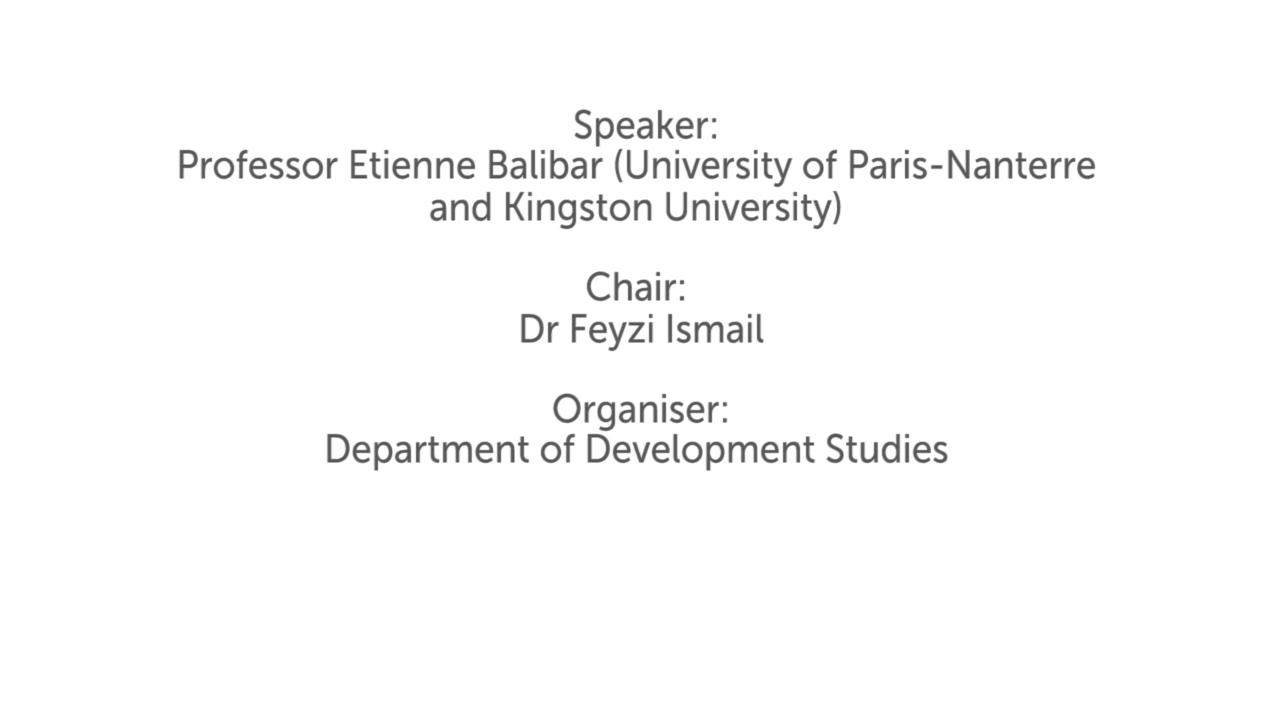 Speaker:
Professor Etienne Balibar (University of Paris-Nanterre
and Kingston University)
Chair:
Dr Feyzi Ismail
Organiser:
Department of Development Studies